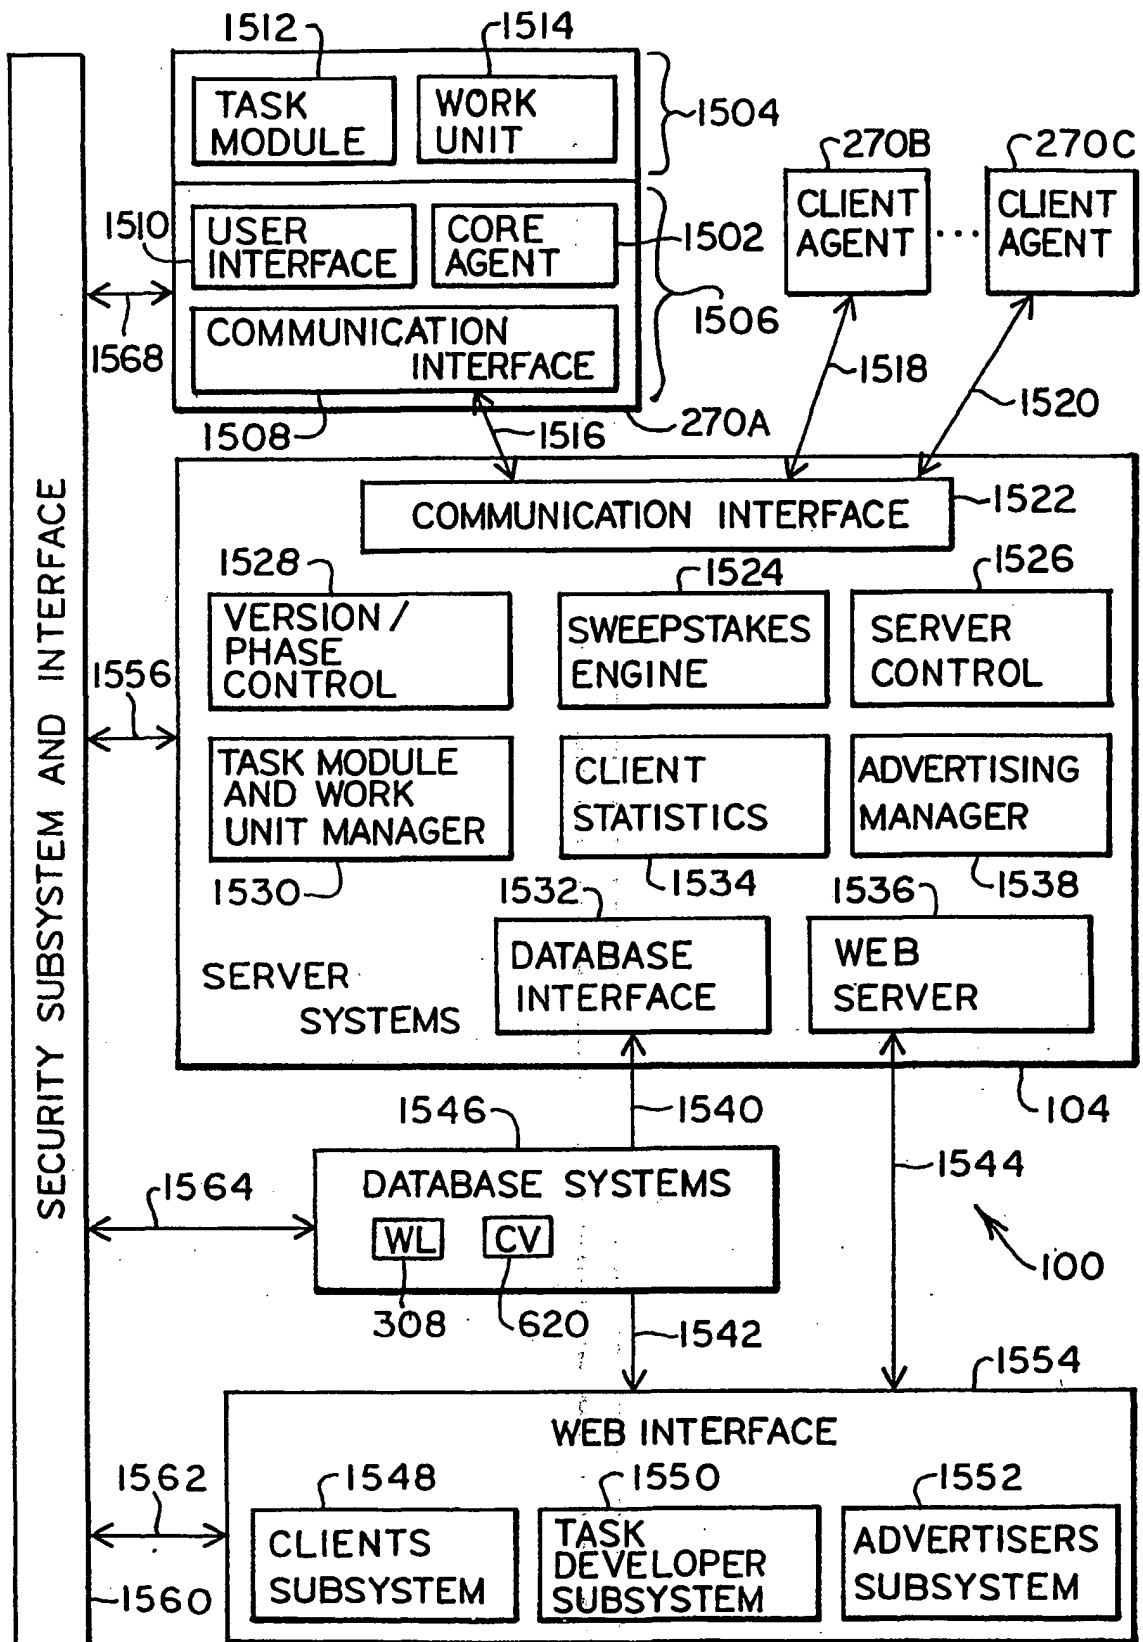 1512
1514
TASK
MODULE
WORK
UNIT
1504
270B
270C
CLIENT
AGENT
...
CLIENT
AGENT
1510
USER
INTERFACE
CORE
AGENT
1502
1506
1568
COMMUNICATION
INTERFACE
1508
1516
270A
1518
1520
SECURITY SUBSYSTEM AND INTERFACE
COMMUNICATION INTERFACE
1522
1528
1524
1526
VERSION/
PHASE
CONTROL
SWEEPSTAKES
ENGINE
SERVER
CONTROL
1556
TASK MODULE
AND WORK
UNIT MANAGER
CLIENT
STATISTICS
ADVERTISING
MANAGER
1530
1534
1538
1532
1536
SERVER
SYSTEMS
DATABASE
INTERFACE
WEB
SERVER
1546
1540
104
1544
1564
DATABASE SYSTEMS
WL
CV
308
620
1542
100
1554
WEB INTERFACE
1562
1548
1550
1552
CLIENTS
SUBSYSTEM
TASK
DEVELOPER
SUBSYSTEM
ADVERTISERS
SUBSYSTEM
1560